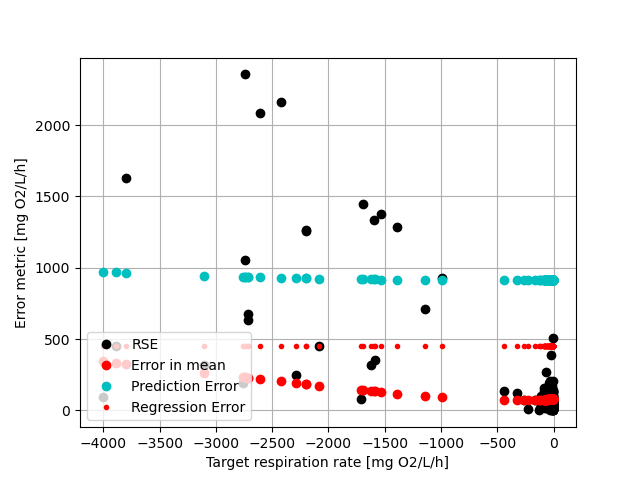 2000
1500
1000
500
0
Error metric [mg O2/L/h]
RSE
Error in mean
Prediction Error
Regression Error
−4000 −3500 −3000 −2500 −2000 −1500 −1000 −500 0
Target respiration rate [mg O2/L/h]